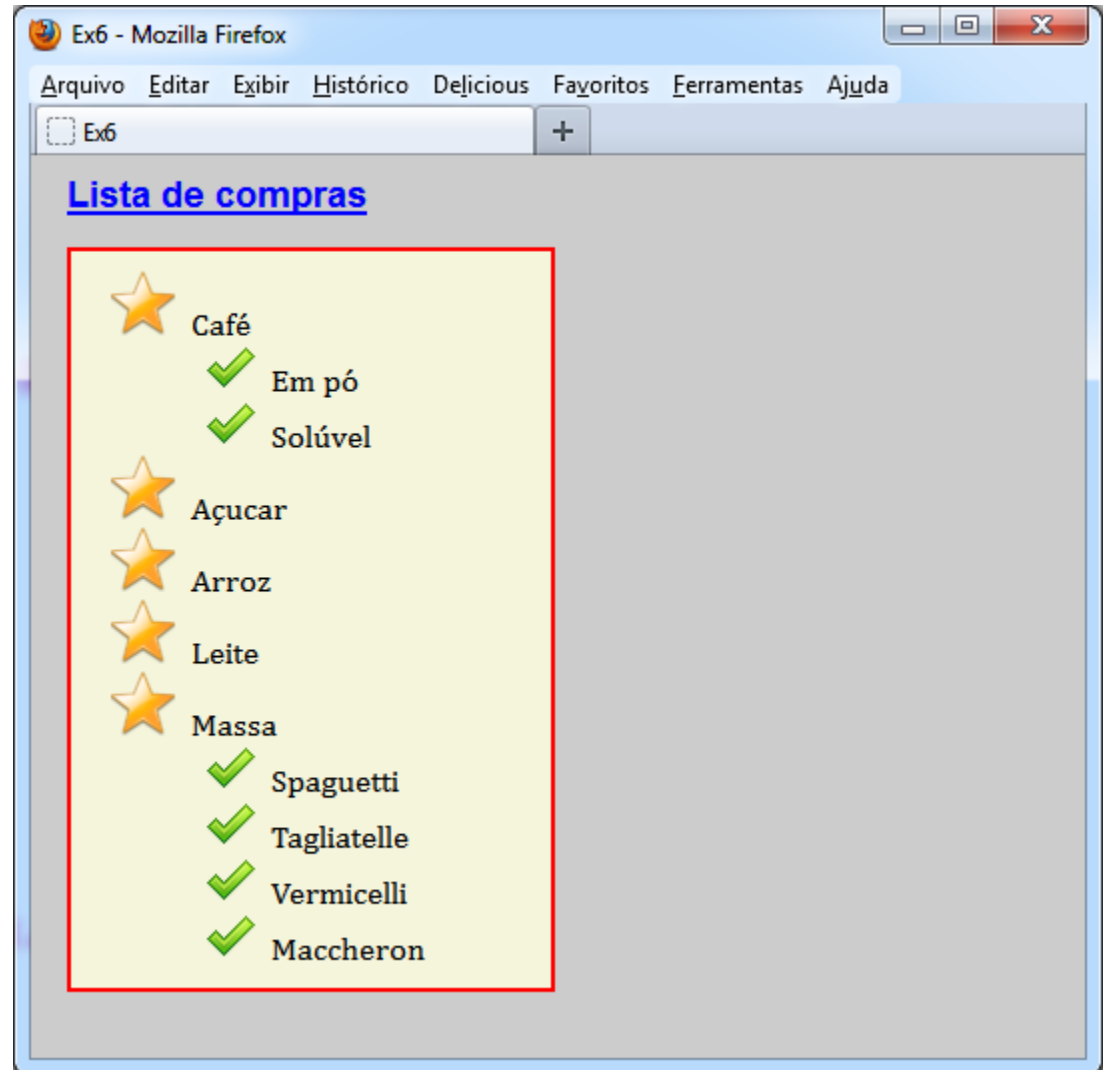 Ex6 - Mozilla Firefox
Arquivo Editar Exibir Histórico Delicious Favoritos Ferramentas Ajuda
Ex6
Lista de compras
Café
Em pó
Solúvel
Açucar
Arroz
Leite
Massa
Spaguetti
Tagliatelle
Vermicelli
Maccheron